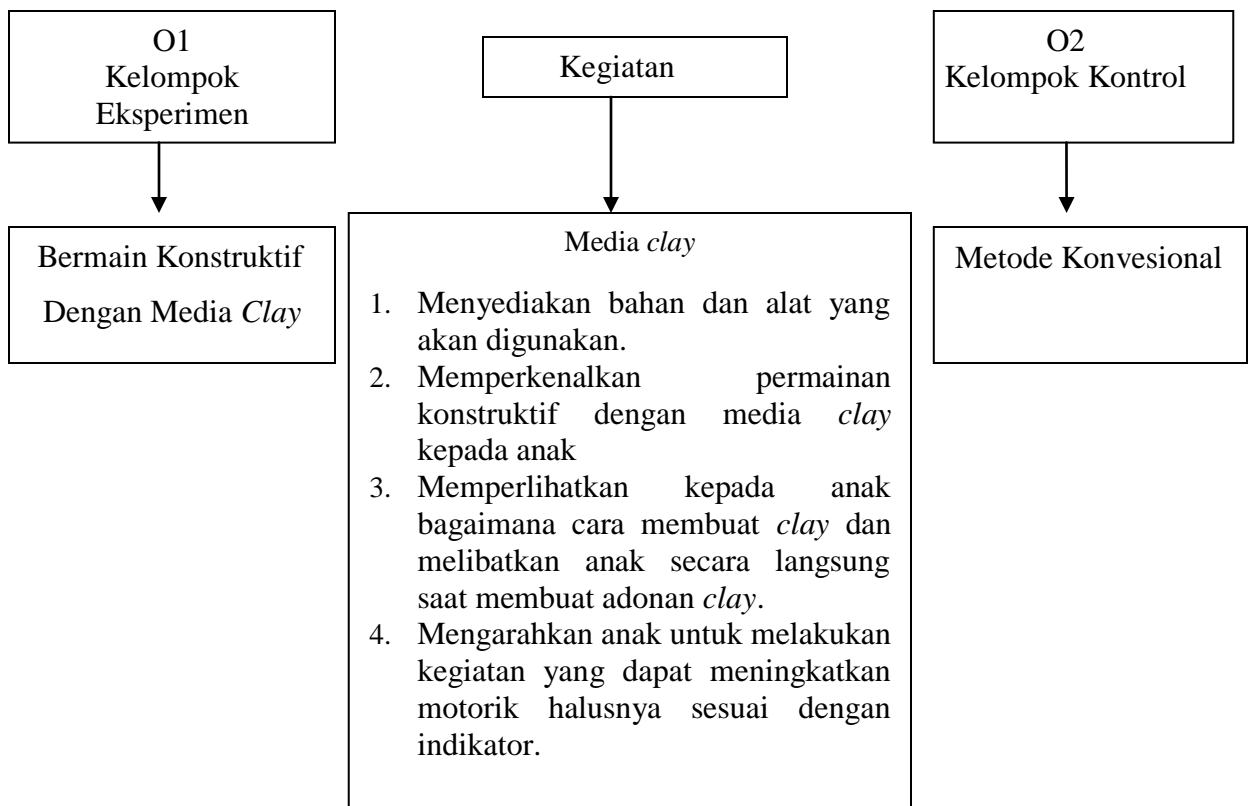 O1
Kelompok
Eksperimen
Kegiatan
O2
Kelompok Kontrol
Bermain Konstruktif
Dengan Media Clay
Media clay
1. Menyediakan bahan dan alat yang
akan digunakan.
2. Memperkenalkan permainan
konstruktif dengan media clay
kepada anak
3. Memperlihatkan kepada anak
bagaimana cara membuat clay dan
melibatkan anak secara langsung
saat membuat adonan clay.
4. Mengarahkan anak untuk melakukan
kegiatan yang dapat meningkatkan
motorik halusnya sesuai dengan
indikator.
Metode Konvesional